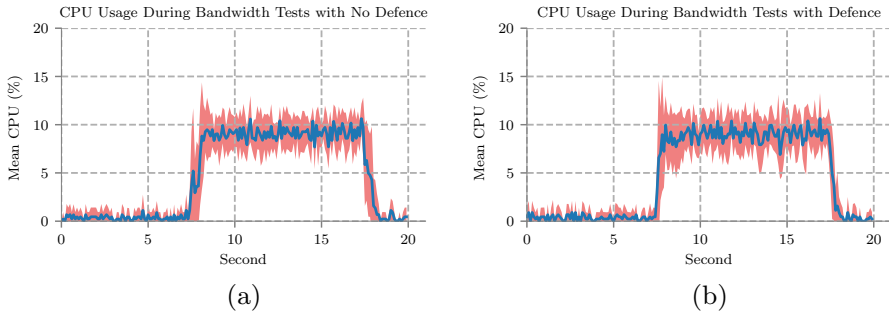 CPU Usage During Bandwidth Tests with No Defence
20
15
10
5
0
Mean CPU (%)
0 5 10 15 20
Second
(a)
CPU Usage During Bandwidth Tests with Defence
20
15
10
5
0
Mean CPU (%)
0 5 10 15 20
Second
(b)